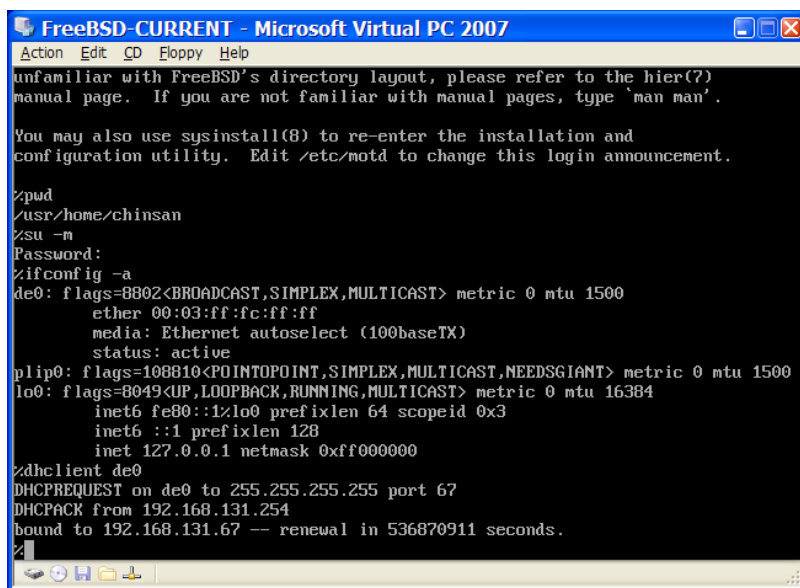 FreeBSD-CURRENT - Microsoft Virtual PC 2007
Action Edit CD Floppy Help
unfamiliar with FreeBSD's directory layout, please refer to the hier(7)
manual page.  If you are not familiar with manual pages, type `man man'.
You may also use sysinstall(8) to re-enter the installation and
configuration utility.  Edit /etc/motd to change this login announcement.
%pwd
/usr/home/chinsan
%su -m
Password:
%ifconfig -a
de0: flags=8802<BROADCAST,SIMPLEX,MULTICAST> metric 0 mtu 1500
        ether 00:03:ff:fc:ff:ff
        media: Ethernet autoselect (100baseTX)
        status: active
plip0: flags=108810<POINTOPOINT,SIMPLEX,MULTICAST,NEEDSGIANT> metric 0 mtu 1500
lo0: flags=8049<UP,LOOPBACK,RUNNING,MULTICAST> metric 0 mtu 16384
        inet6 fe80::1%lo0 prefixlen 64 scopeid 0x3
        inet6 ::1 prefixlen 128
        inet 127.0.0.1 netmask 0xff000000
%dhclient de0
DHCPREQUEST on de0 to 255.255.255.255 port 67
DHCPACK from 192.168.131.254
bound to 192.168.131.67 -- renewal in 536870911 seconds.
%